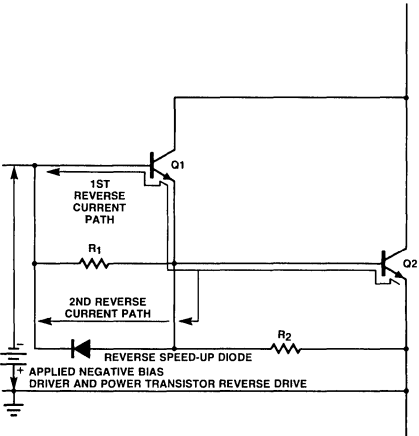 Q1
1ST
REVERSE
CURRENT
PATH
R1
Q2
2ND REVERSE
CURRENT PATH
R2
REVERSE SPEED-UP DIODE
−
+ APPLIED NEGATIVE BIAS
DRIVER AND POWER TRANSISTOR REVERSE DRIVE